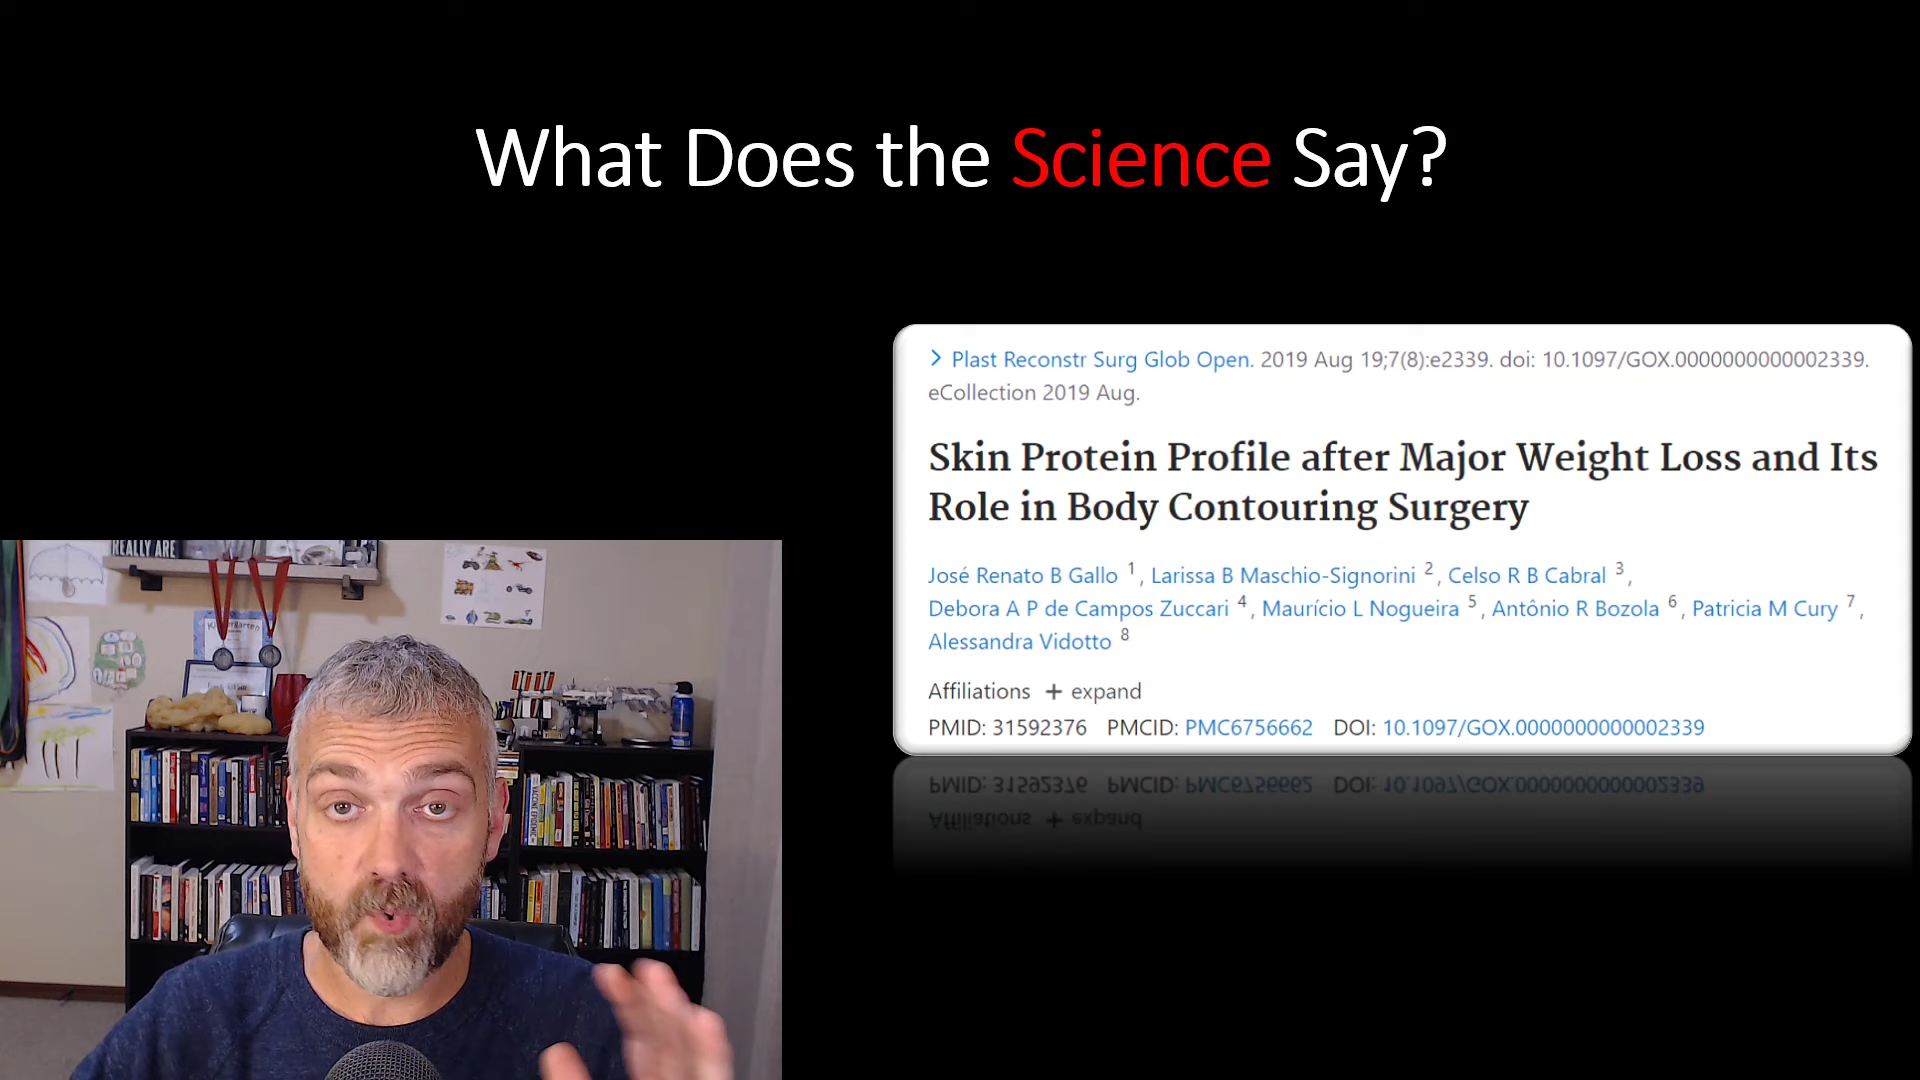 What Does the Science Say?
> Plast Reconstr Surg Glob Open. 2019 Aug 19;7(8):e2339. doi: 10.1097/GOX.0000000000002339.
eCollection 2019 Aug.
Skin Protein Profile after Major Weight Loss and Its
Role in Body Contouring Surgery
José Renato B Gallo 1, Larissa B Maschio-Signorini 2, Celso R B Cabral 3,
Debora A P de Campos Zuccari 4, Maurício L Nogueira 5, Antônio R Bozola 6, Patricia M Cury 7,
Alessandra Vidotto 8
Affiliations + expand
PMID: 31592376 PMCID: PMC6756662 DOI: 10.1097/GOX.0000000000002339
REALLY ARE
Kindergarten